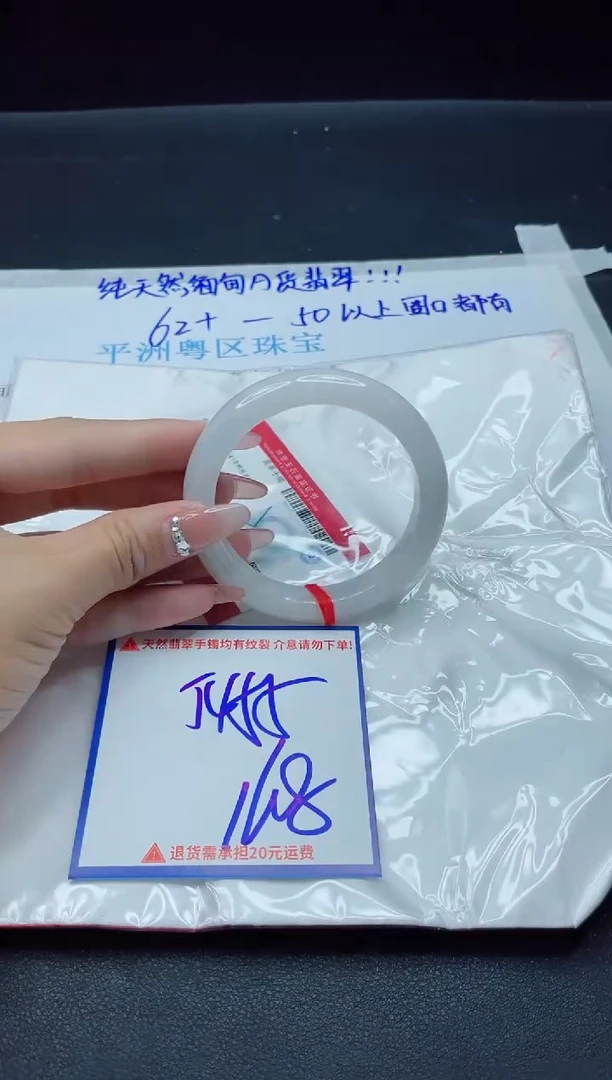 纯天然缅甸A货翡翠!!!
62+ — 50以上圈口都有
平洲粤区珠宝
天然翡翠手镯均有纹裂 介意请勿下单!
168
退货需承担20元运费